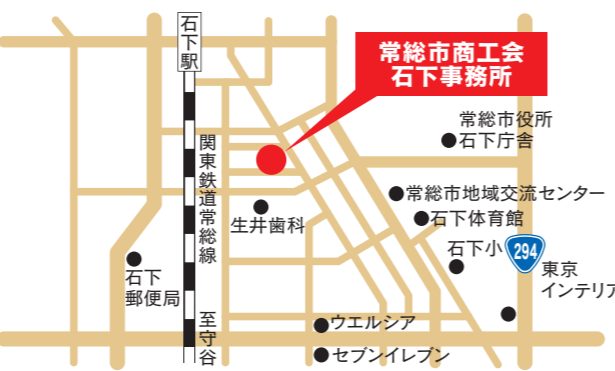 石下駅
常総市商工会
石下事務所
常総市役所
石下庁舎
関東鉄道常総線
常総市地域交流センター
生井歯科
石下体育館
石下小
294
東京
インテリア
石下
郵便局
至守谷
ウエルシア
セブンイレブン